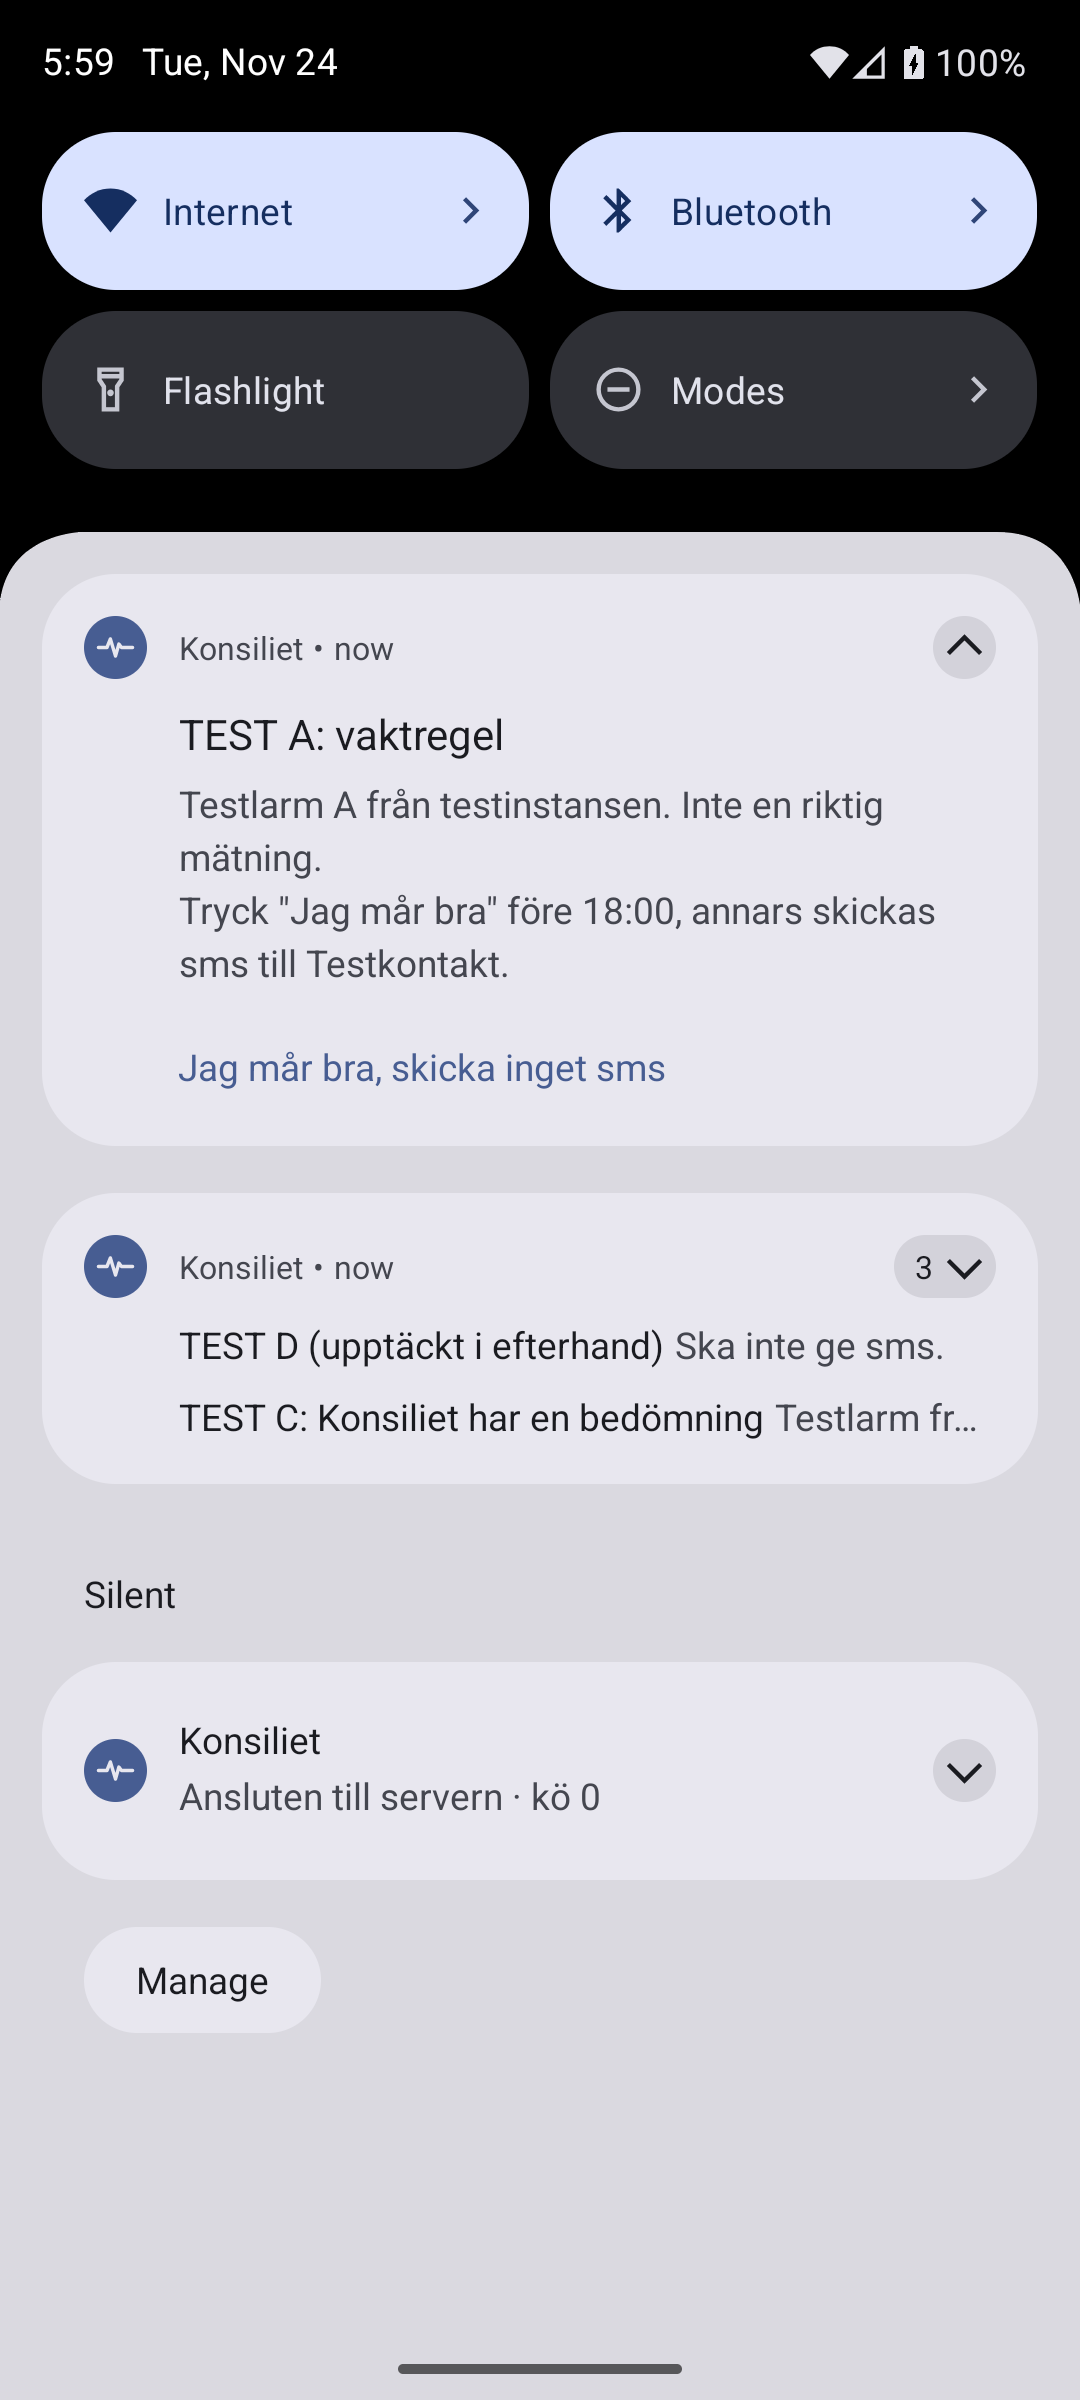 5:59 Tue, Nov 24 100%
Internet Bluetooth
Flashlight Modes
Konsiliet • now
TEST A: vaktregel
Testlarm A från testinstansen. Inte en riktig
mätning.
Tryck "Jag mår bra" före 18:00, annars skickas
sms till Testkontakt.
Jag mår bra, skicka inget sms
Konsiliet • now 3
TEST D (upptäckt i efterhand) Ska inte ge sms.
TEST C: Konsiliet har en bedömning Testlarm fr…
Silent
Konsiliet
Ansluten till servern · kö 0
Manage